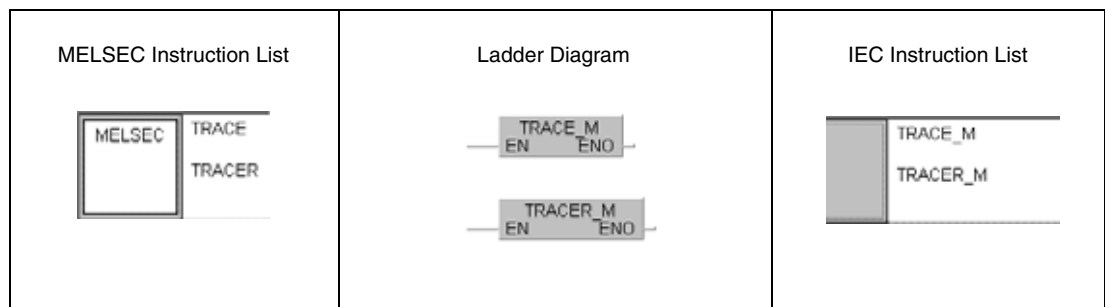 MELSEC Instruction List
MELSEC
TRACE
TRACER
Ladder Diagram
TRACE_M
EN ENO
TRACER_M
EN ENO
IEC Instruction List
TRACE_M
TRACER_M